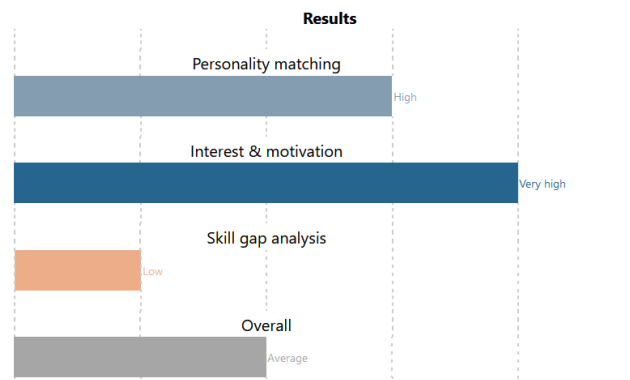 Results
Personality matching
High
Interest & motivation
Very high
Skill gap analysis
Low
Overall
Average